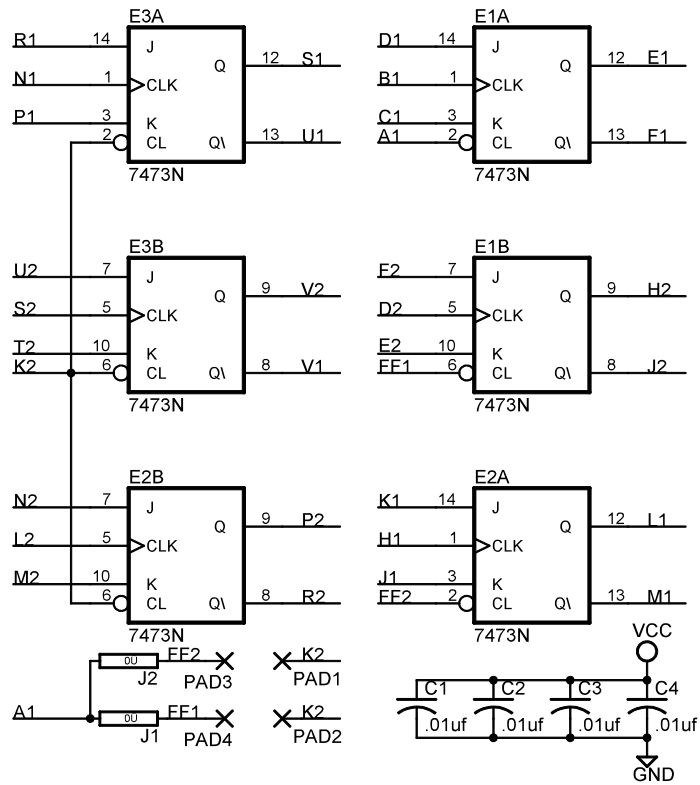 E3A
R1 14 J
Q 12 S1
N1 1 CLK
P1 3 K
2 CL Q\ 13 U1
7473N
E1A
D1 14 J
Q 12 E1
B1 1 CLK
C1 3 K
A1 2 CL Q\ 13 F1
7473N
E3B
U2 7 J
Q 9 V2
S2 5 CLK
T2 10 K
K2 6 CL Q\ 8 V1
7473N
E1B
F2 7 J
Q 9 H2
D2 5 CLK
E2 10 K
FF1 6 CL Q\ 8 J2
7473N
E2B
N2 7 J
Q 9 P2
L2 5 CLK
M2 10 K
6 CL Q\ 8 R2
7473N
E2A
K1 14 J
Q 12 L1
H1 1 CLK
J1 3 K
FF2 2 CL Q\ 13 M1
7473N
0U FF2 K2
J2 PAD3 PAD1
A1 0U FF1 K2
J1 PAD4 PAD2
VCC
C1 C2 C3 C4
.01uf .01uf .01uf .01uf
GND